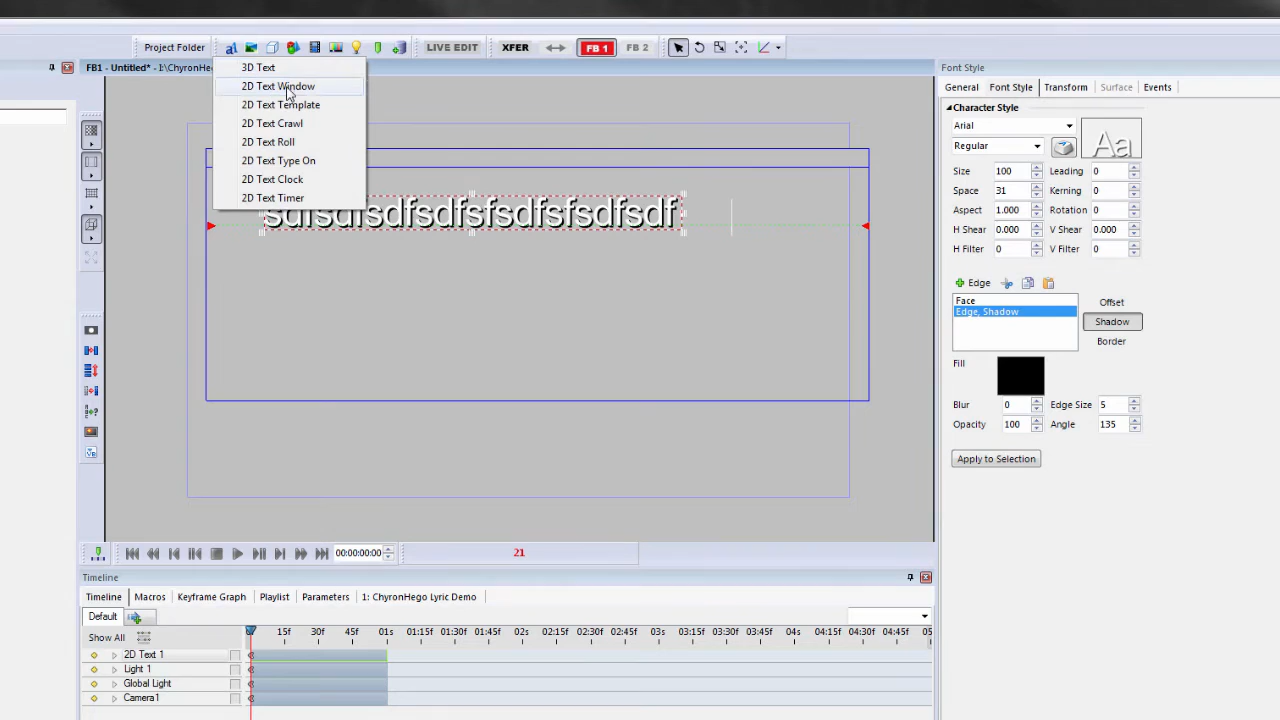 Project Folder
LIVE EDIT
XFER
FB 1
FB 2
FB1 - Untitled* - I:\ChyronHe
3D Text
2D Text Window
2D Text Template
2D Text Crawl
2D Text Roll
2D Text Type On
2D Text Clock
2D Text Timer
sdfsdfsdfsdfsfsdfsfsdfsdf
Font Style
General
Font Style
Transform
Surface
Events
Character Style
Arial
Aa
Regular
Size 100 Leading 0
Space 31 Kerning 0
Aspect 1.000 Rotation 0
H Shear 0.000 V Shear 0.000
H Filter 0 V Filter 0
Edge
Face
Edge, Shadow
Offset
Shadow
Border
Fill
Blur 0 Edge Size 5
Opacity 100 Angle 135
Apply to Selection
00:00:00:00
21
Timeline
Timeline Macros Keyframe Graph Playlist Parameters 1: ChyronHego Lyric Demo
Default
Show All
15f 30f 45f 01s 01:15f 01:30f 01:45f 02s 02:15f 02:30f 02:45f 03s 03:15f 03:30f 03:45f 04s 04:15f 04:30f 04:45f
2D Text 1
Light 1
Global Light
Camera1